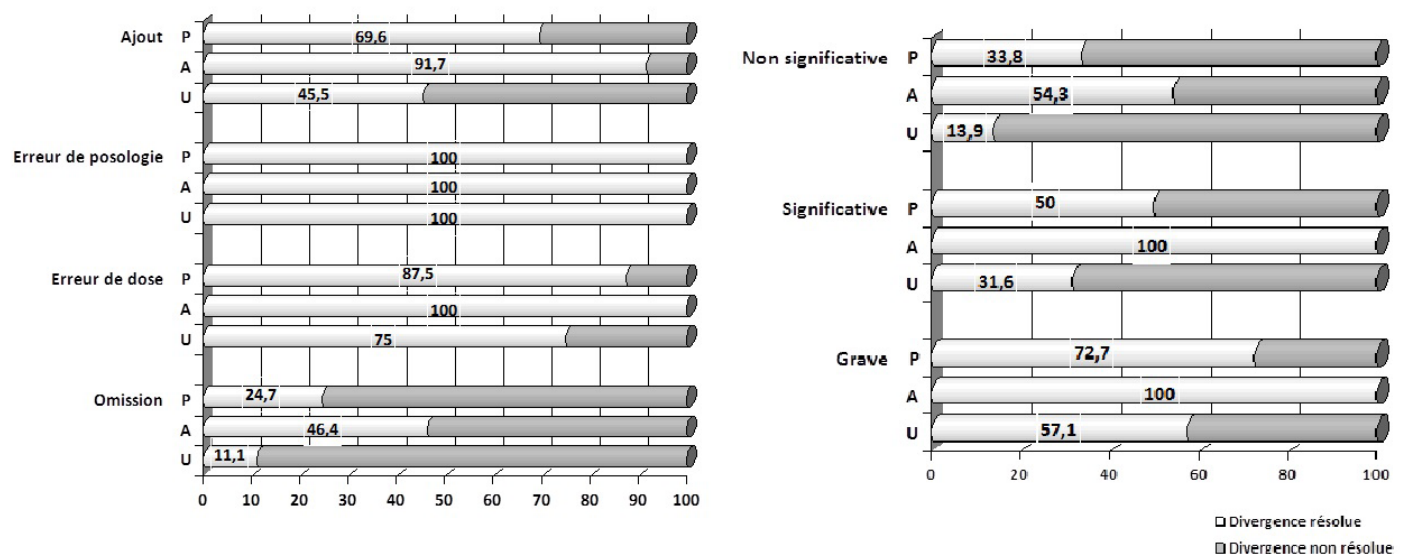 Ajout P 69,6
A 91,7
U 45,5
Erreur de posologie P 100
A 100
U 100
Erreur de dose P 87,5
A 100
U 75
Omission P 24,7
A 46,4
U 11,1
0 10 20 30 40 50 60 70 80 90 100
Non significative P 33,8
A 54,3
U 13,9
Significative P 50
A 100
U 31,6
Grave P 72,7
A 100
U 57,1
0 20 40 60 80 100
Divergence résolue
Divergence non résolue